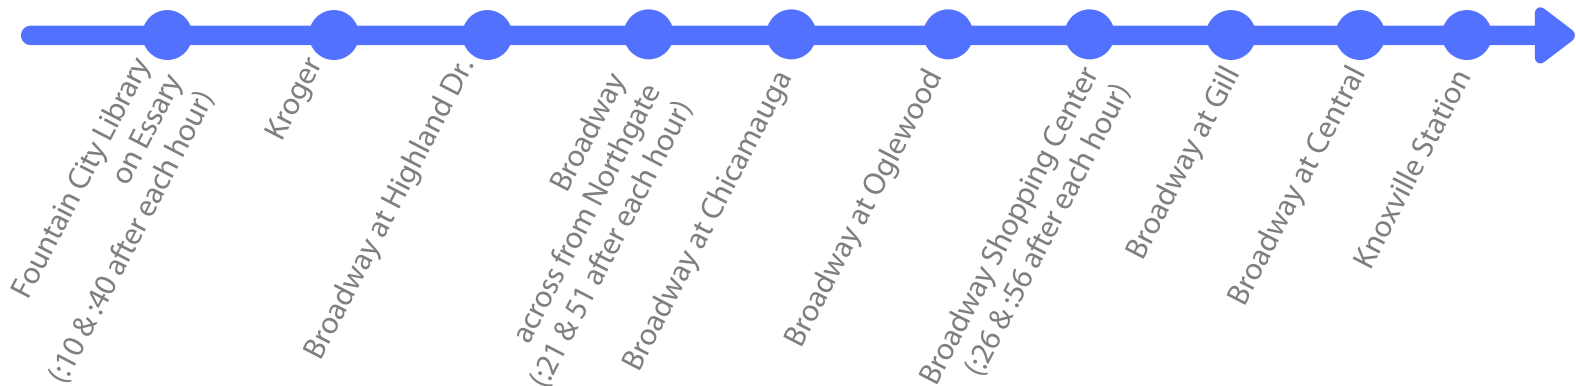 Fountain City Library
on Essary
(:10 & :40 after each hour)
Kroger
Broadway at Highland Dr.
Broadway
across from Northgate
(:21 & 51 after each hour)
Broadway at Chicamauga
Broadway at Oglewood
Broadway Shopping Center
(:26 & :56 after each hour)
Broadway at Gill
Broadway at Central
Knoxville Station